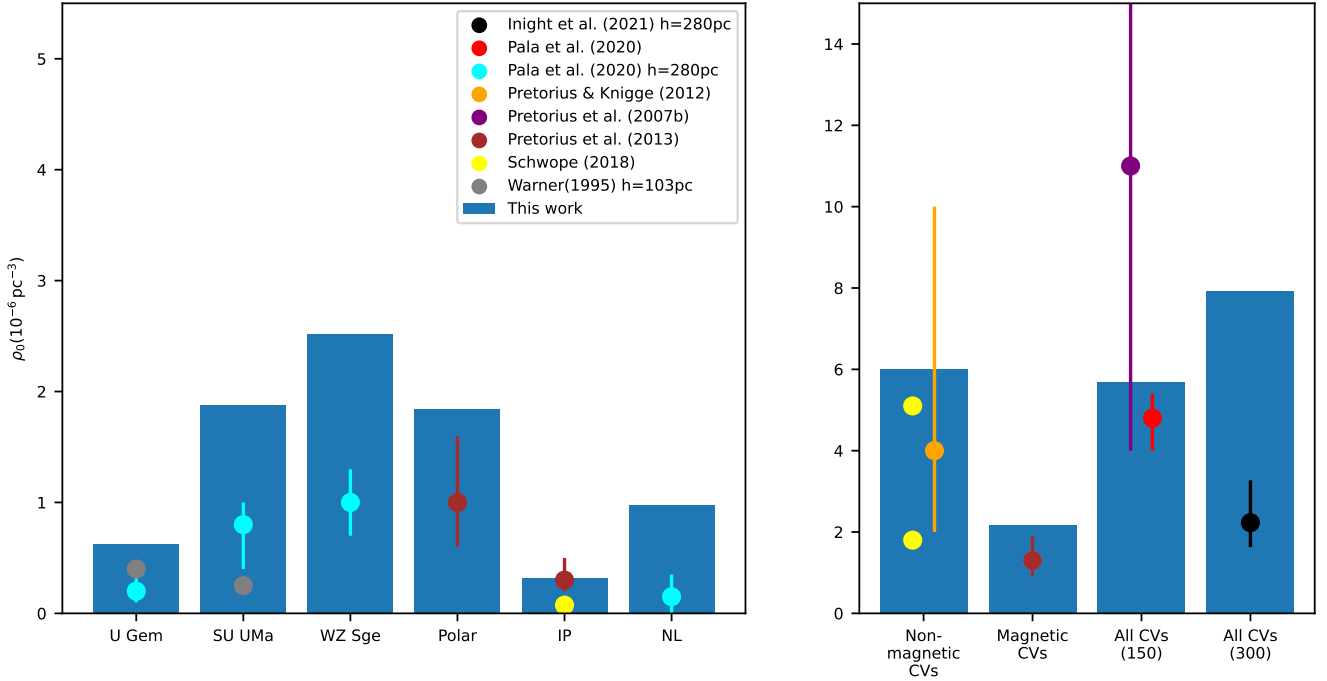 Inight et al. (2021) h=280pc
Pala et al. (2020)
Pala et al. (2020) h=280pc
Pretorius & Knigge (2012)
Pretorius et al. (2007b)
Pretorius et al. (2013)
Schwope (2018)
Warner(1995) h=103pc
This work
ρ₀(10⁻⁶ pc⁻³)
5
4
3
2
1
0
U Gem
SU UMa
WZ Sge
Polar
IP
NL
14
12
10
8
6
4
2
0
Non-
magnetic
CVs
Magnetic
CVs
All CVs
(150)
All CVs
(300)